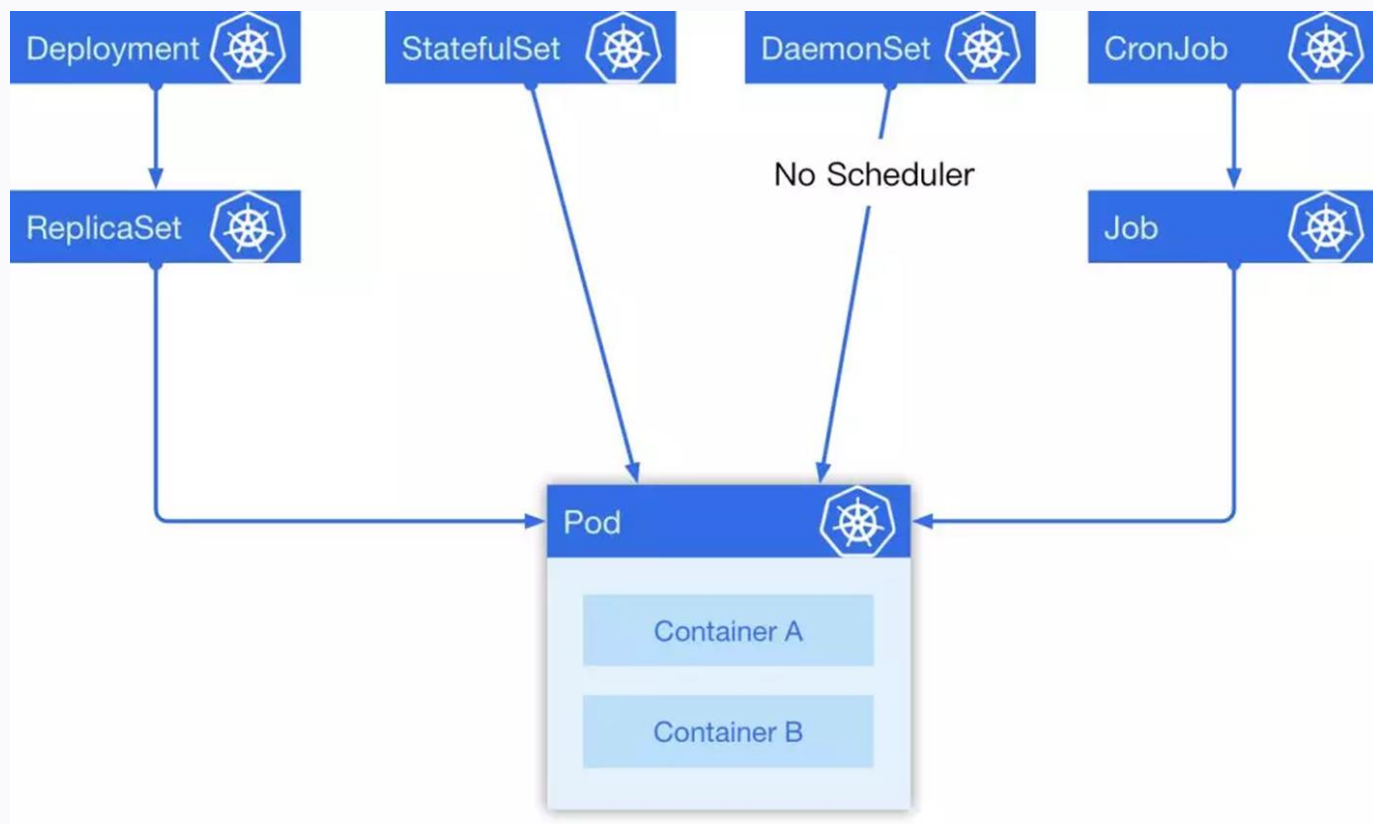 Deployment
StatefulSet
DaemonSet
CronJob
No Scheduler
ReplicaSet
Job
Pod
Container A
Container B